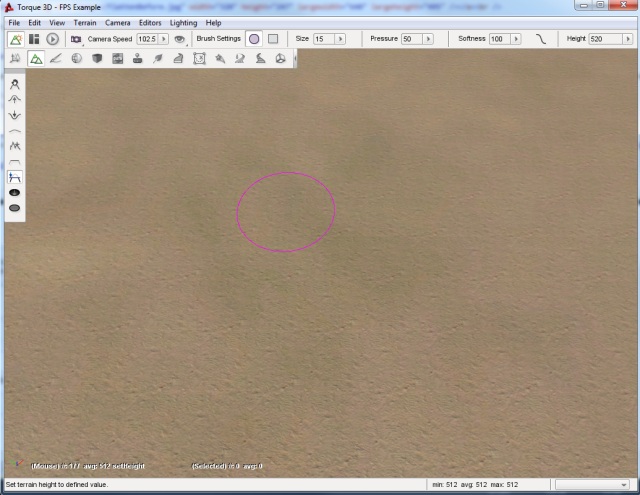 Torque 3D - FPS Example
File Edit View Terrain Camera Editors Lighting Help
Camera Speed 102.5 Brush Settings Size 15 Pressure 50 Softness 100 Height 520
(Mouse) #: 177 avg: 512 setHeight (Selected) #: 0 avg: 0
Set terrain height to defined value. min: 512 avg: 512 max: 512